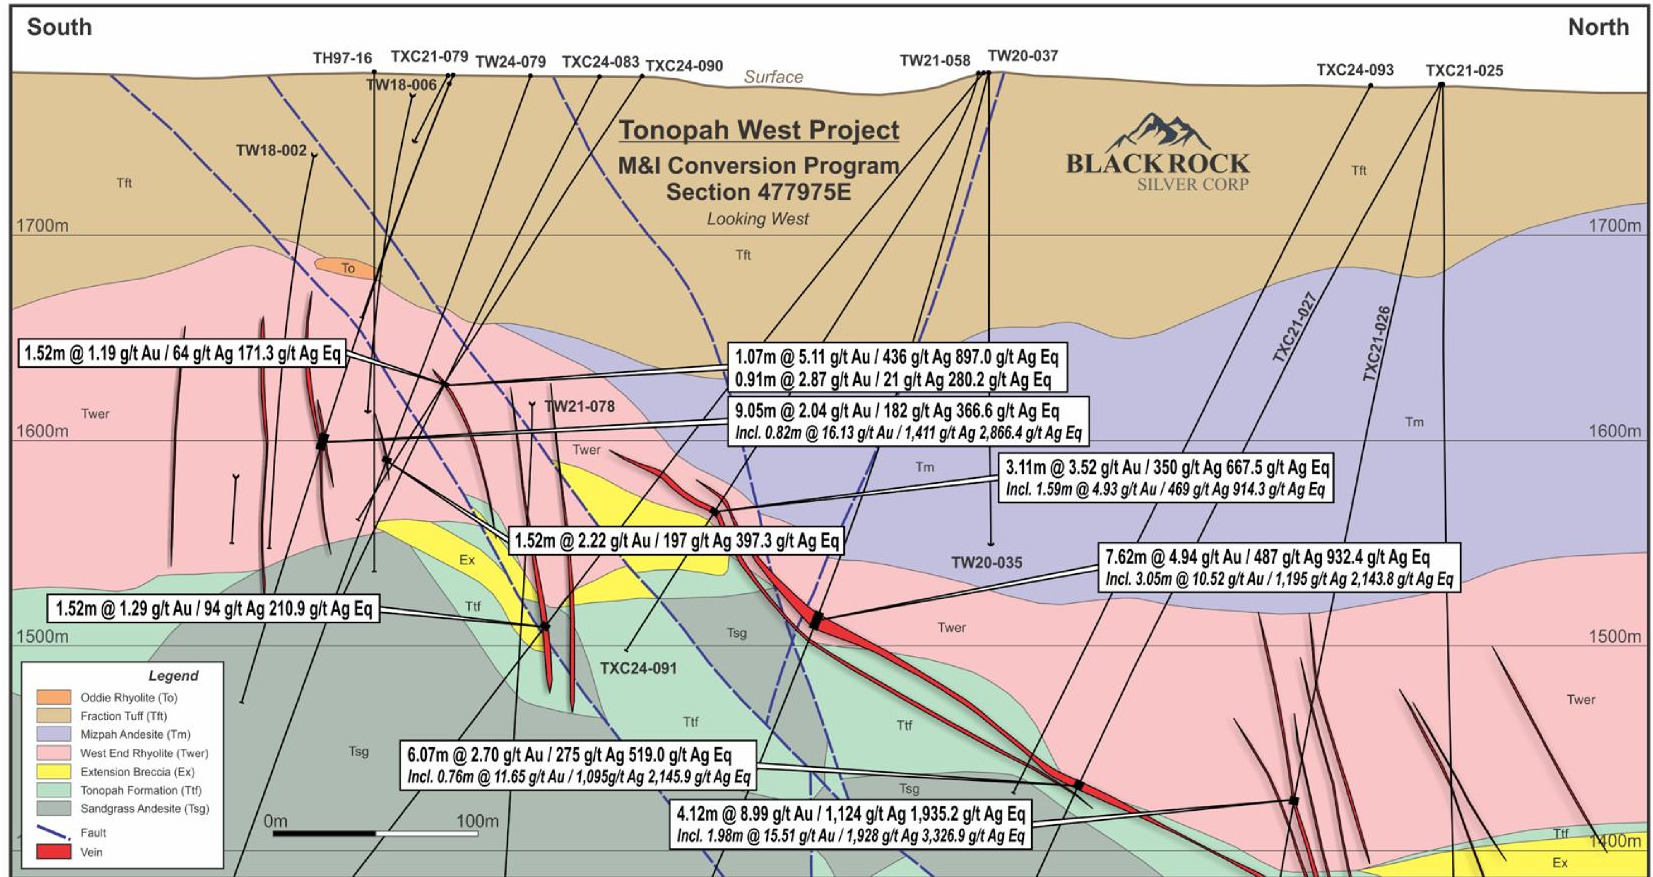 South
North
TH97-16
TXC21-079
TW24-079
TXC24-083
TXC24-090
TW21-058
TW20-037
TXC24-093
TXC21-025
TW18-006
Surface
TW18-002
Tonopah West Project
M&I Conversion Program
Section 477975E
Looking West
BLACKROCK
SILVER CORP
Tft
Tft
Tft
1700m
1700m
To
TXC21-027
TXC21-026
1.52m @ 1.19 g/t Au / 64 g/t Ag 171.3 g/t Ag Eq
1.07m @ 5.11 g/t Au / 436 g/t Ag 897.0 g/t Ag Eq
0.91m @ 2.87 g/t Au / 21 g/t Ag 280.2 g/t Ag Eq
9.05m @ 2.04 g/t Au / 182 g/t Ag 366.6 g/t Ag Eq
Incl. 0.82m @ 16.13 g/t Au / 1,411 g/t Ag 2,866.4 g/t Ag Eq
Twer
TW21-078
Tm
1600m
1600m
Twer
Tm
3.11m @ 3.52 g/t Au / 350 g/t Ag 667.5 g/t Ag Eq
Incl. 1.59m @ 4.93 g/t Au / 469 g/t Ag 914.3 g/t Ag Eq
1.52m @ 2.22 g/t Au / 197 g/t Ag 397.3 g/t Ag Eq
Ex
TW20-035
7.62m @ 4.94 g/t Au / 487 g/t Ag 932.4 g/t Ag Eq
Incl. 3.05m @ 10.52 g/t Au / 1,195 g/t Ag 2,143.8 g/t Ag Eq
1.52m @ 1.29 g/t Au / 94 g/t Ag 210.9 g/t Ag Eq
Ttf
Tsg
Twer
1500m
1500m
TXC24-091
Twer
Ttf
Ttf
Tsg
Legend
Oddie Rhyolite (To)
Fraction Tuff (Tft)
Mizpah Andesite (Tm)
West End Rhyolite (Twer)
Extension Breccia (Ex)
Tonopah Formation (Ttf)
Sandgrass Andesite (Tsg)
Fault
Vein
0m
100m
6.07m @ 2.70 g/t Au / 275 g/t Ag 519.0 g/t Ag Eq
Incl. 0.76m @ 11.65 g/t Au / 1,095g/t Ag 2,145.9 g/t Ag Eq
Tsg
4.12m @ 8.99 g/t Au / 1,124 g/t Ag 1,935.2 g/t Ag Eq
Incl. 1.98m @ 15.51 g/t Au / 1,928 g/t Ag 3,326.9 g/t Ag Eq
Ttf
1400m
Ex